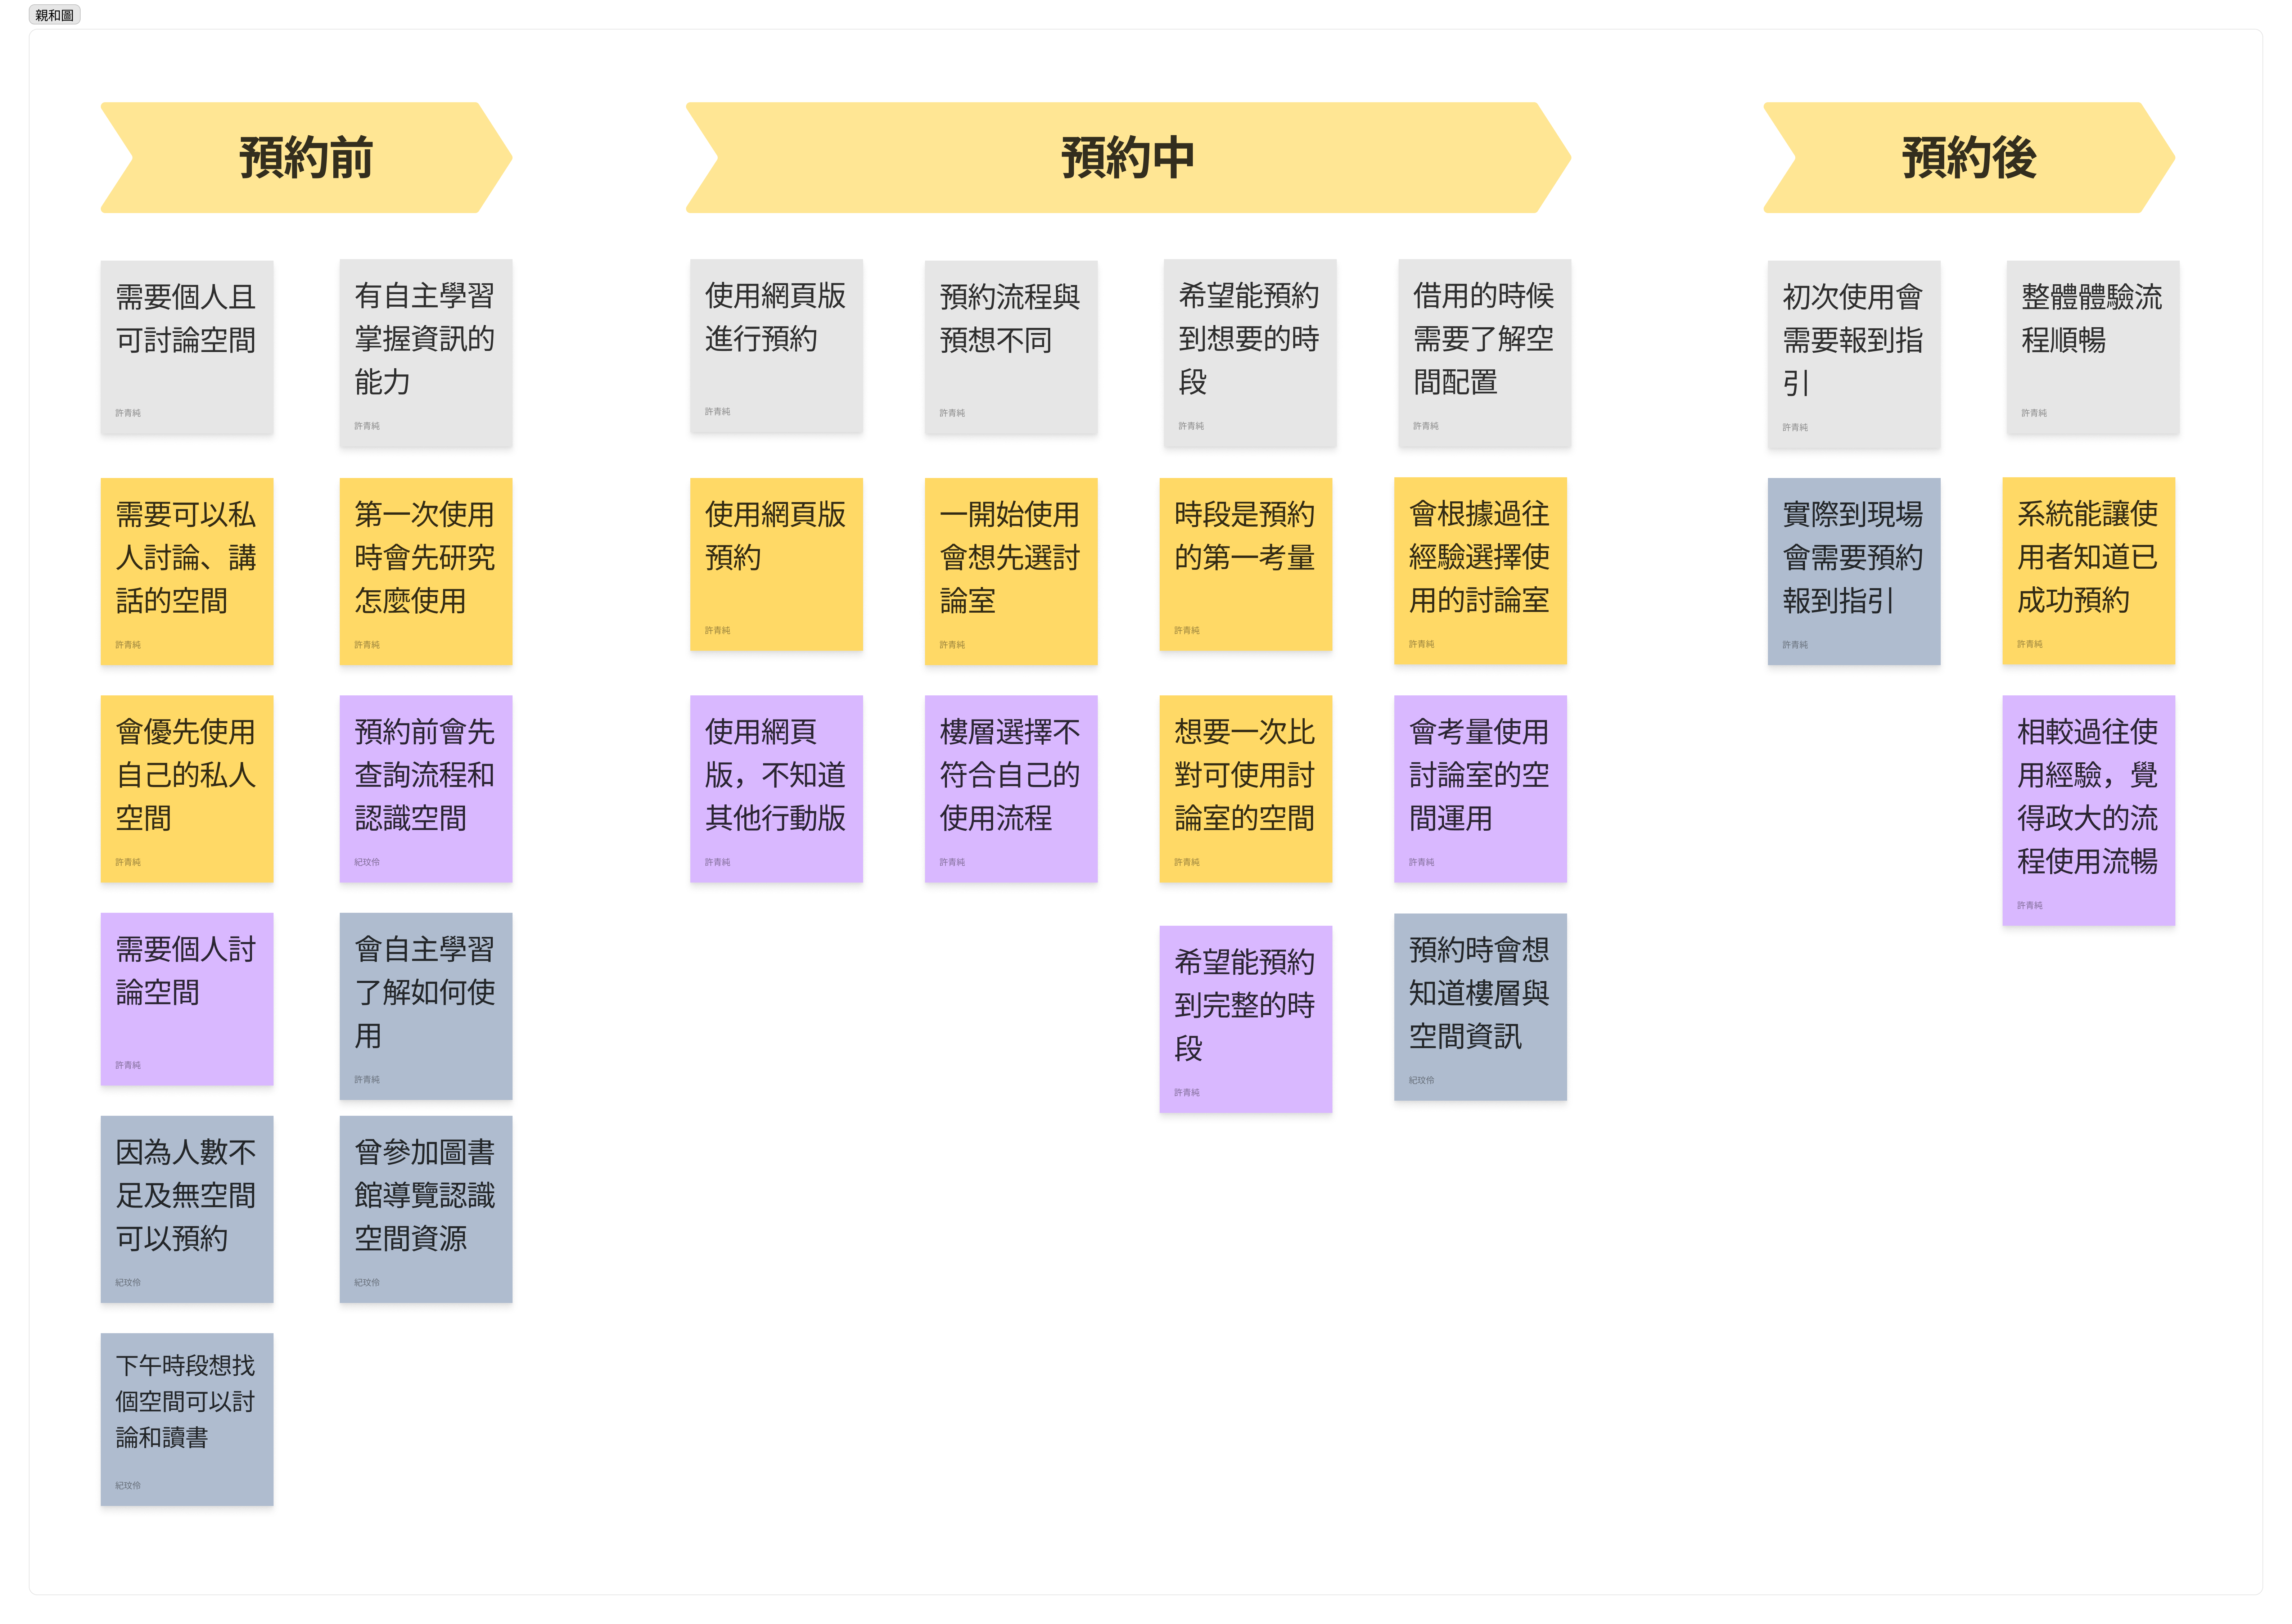 親和圖
預約前
預約中
預約後
需要個人且
可討論空間
許青純
有自主學習
掌握資訊的
能力
許青純
使用網頁版
進行預約
許青純
預約流程與
預想不同
許青純
希望能預約
到想要的時
段
許青純
借用的時候
需要了解空
間配置
許青純
初次使用會
需要報到指
引
許青純
整體體驗流
程順暢
許青純
需要可以私
人討論、講
話的空間
許青純
第一次使用
時會先研究
怎麼使用
許青純
使用網頁版
預約
許青純
一開始使用
會想先選討
論室
許青純
時段是預約
的第一考量
許青純
會根據過往
經驗選擇使
用的討論室
許青純
實際到現場
會需要預約
報到指引
許青純
系統能讓使
用者知道已
成功預約
許青純
會優先使用
自己的私人
空間
許青純
預約前會先
查詢流程和
認識空間
紀玟伶
使用網頁
版，不知道
其他行動版
許青純
樓層選擇不
符合自己的
使用流程
許青純
想要一次比
對可使用討
論室的空間
許青純
會考量使用
討論室的空
間運用
許青純
相較過往使
用經驗，覺
得政大的流
程使用流暢
許青純
需要個人討
論空間
許青純
會自主學習
了解如何使
用
許青純
希望能預約
到完整的時
段
許青純
預約時會想
知道樓層與
空間資訊
紀玟伶
因為人數不
足及無空間
可以預約
紀玟伶
曾參加圖書
館導覽認識
空間資源
紀玟伶
下午時段想找
個空間可以討
論和讀書
紀玟伶